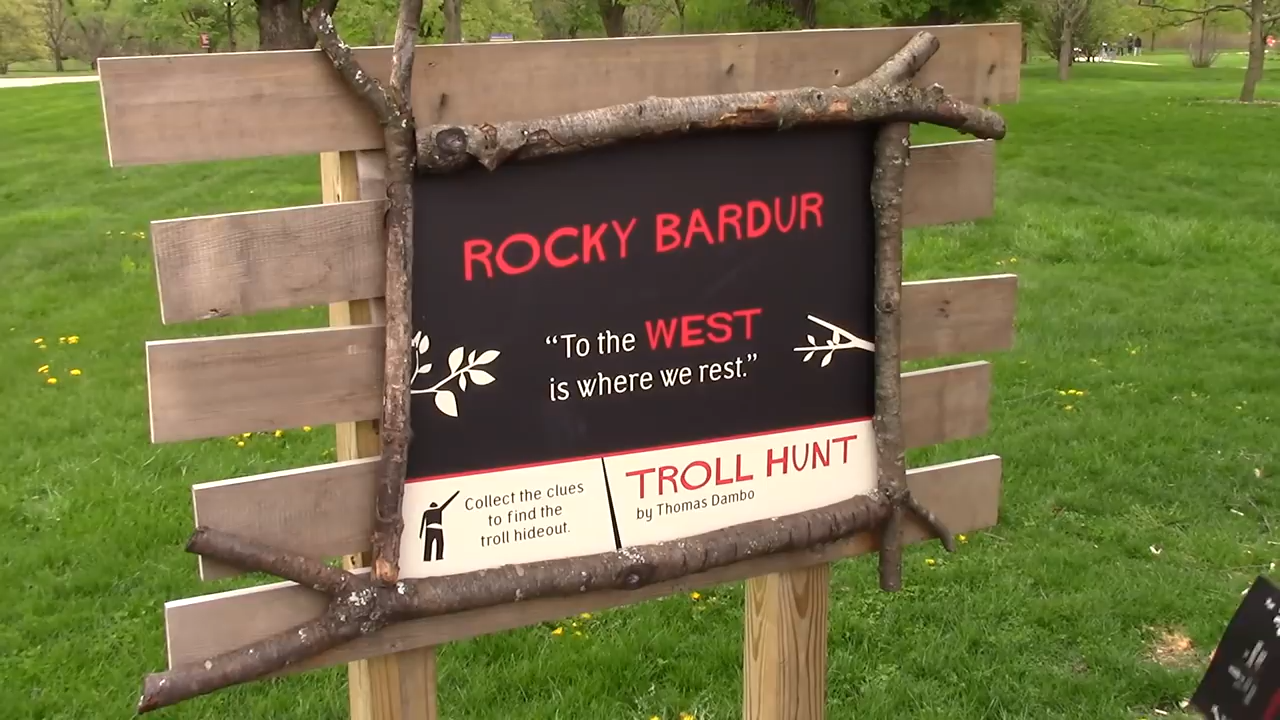 ROCKY BARDUR
“To the WEST
is where we rest.”
Collect the clues
to find the
troll hideout.
TROLL HUNT
by Thomas Dambo